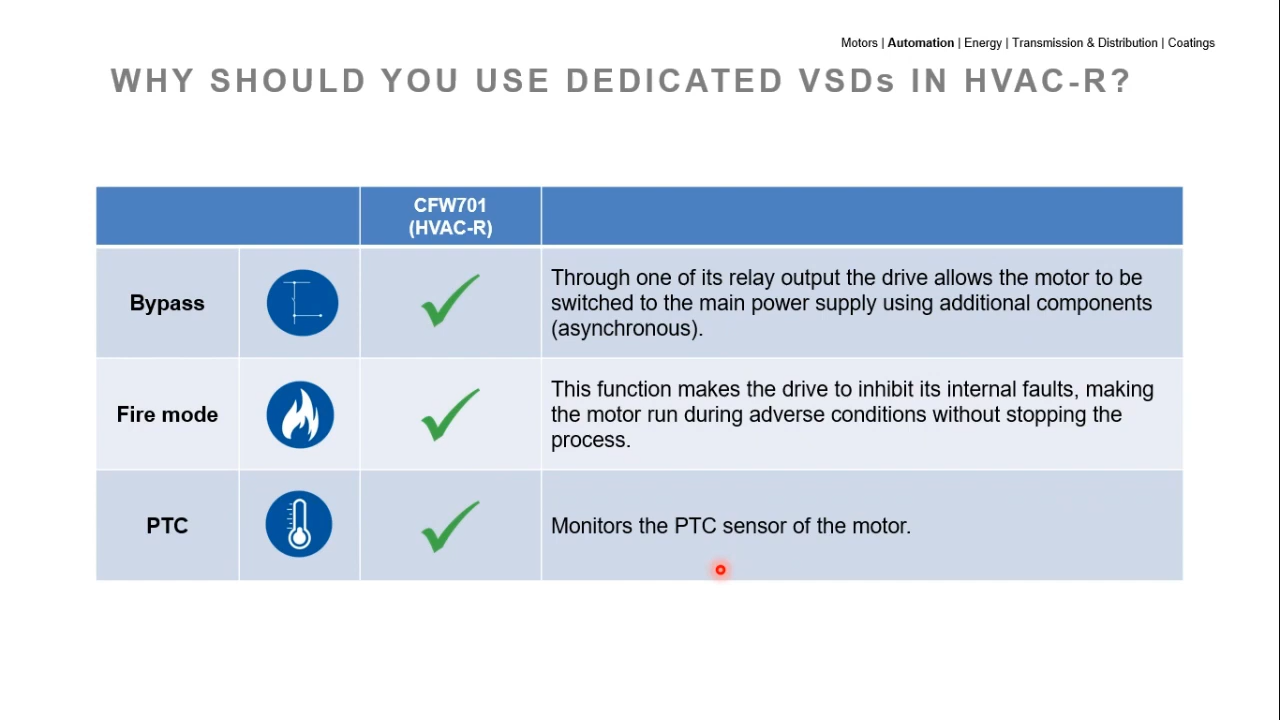 Motors | Automation | Energy | Transmission & Distribution | Coatings
WHY SHOULD YOU USE DEDICATED VSDs IN HVAC-R?
CFW701
(HVAC-R)
Bypass
Through one of its relay output the drive allows the motor to be
switched to the main power supply using additional components
(asynchronous).
Fire mode
This function makes the drive to inhibit its internal faults, making
the motor run during adverse conditions without stopping the
process.
PTC
Monitors the PTC sensor of the motor.